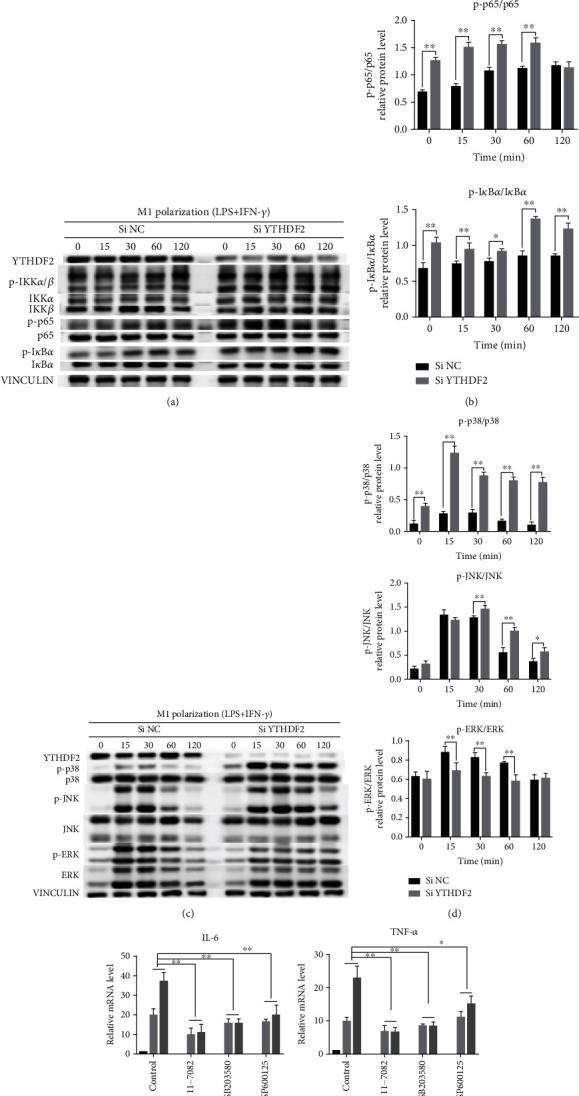 p-p65/p65
p-p65/p65
relative protein level
2.0
1.5
1.0
0.5
0.0
**
**
**
**
0 15 30 60 120
Time (min)
M1 polarization (LPS+IFN-γ)
Si NC Si YTHDF2
0 15 30 60 120 0 15 30 60 120
YTHDF2
p-IKKα/β
IKKα
IKKβ
p-p65
p65
p-IκBα
IκBα
VINCULIN
(a)
p-IκBα/IκBα
p-IκBα/IκBα
relative protein level
1.5
1.0
0.5
0.0
**
**
*
**
**
0 15 30 60 120
Time (min)
Si NC
Si YTHDF2
(b)
M1 polarization (LPS+IFN-γ)
Si NC Si YTHDF2
0 15 30 60 120 0 15 30 60 120
YTHDF2
p-p38
p38
p-JNK
JNK
p-ERK
ERK
VINCULIN
(c)
p-p38/p38
p-p38/p38
relative protein level
1.5
1.0
0.5
0.0
**
**
**
**
**
0 15 30 60 120
Time (min)
p-JNK/JNK
p-JNK/JNK
relative protein level
2.0
1.5
1.0
0.5
0.0
**
**
*
0 15 30 60 120
Time (min)
p-ERK/ERK
p-ERK/ERK
relative protein level
1.0
0.8
0.6
0.4
0.2
0.0
**
**
**
0 15 30 60 120
Time (min)
Si NC
Si YTHDF2
(d)
IL-6
Relative mRNA level
50
40
30
20
10
0
**
**
**
Control
11–7082
SB203580
SP600125
TNF-α
Relative mRNA level
30
20
10
0
*
**
**
Control
11–7082
SB203580
SP600125